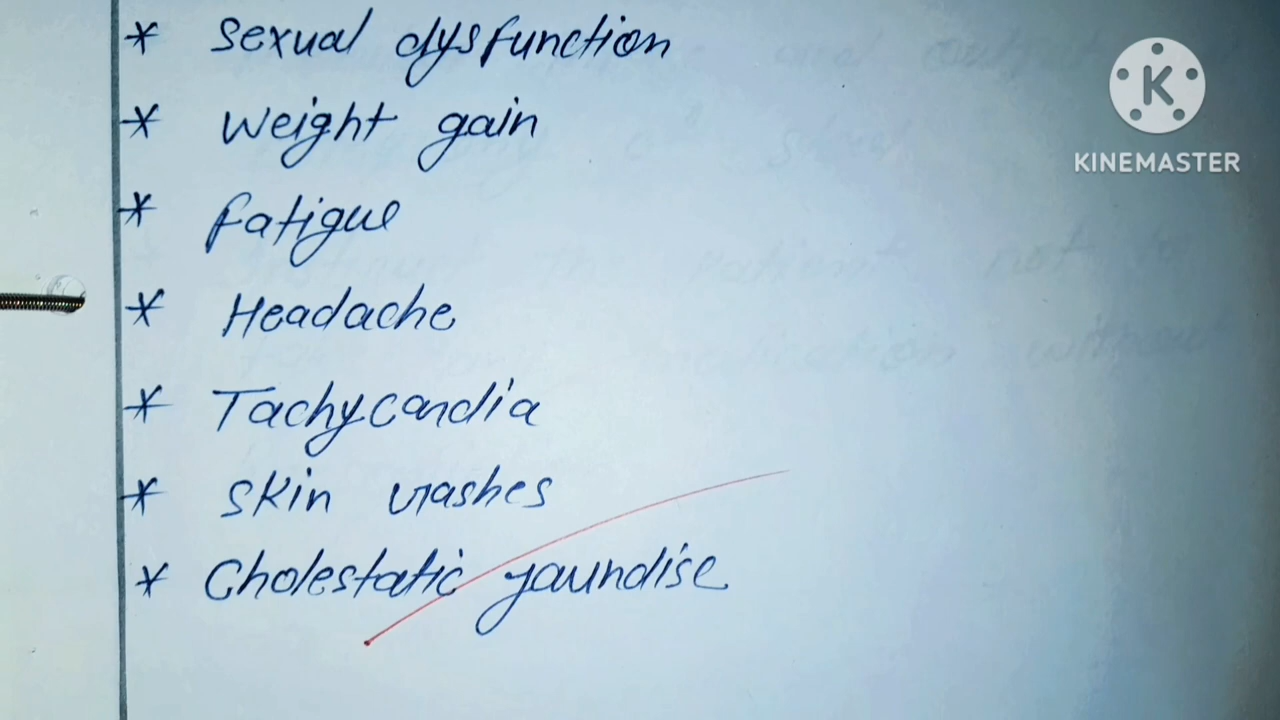 * Sexual dysfunction
* Weight gain
* fatigue
* Headache
* Tachycardia
* Skin rashes
* Cholestatic jaundise
K
KINEMASTER